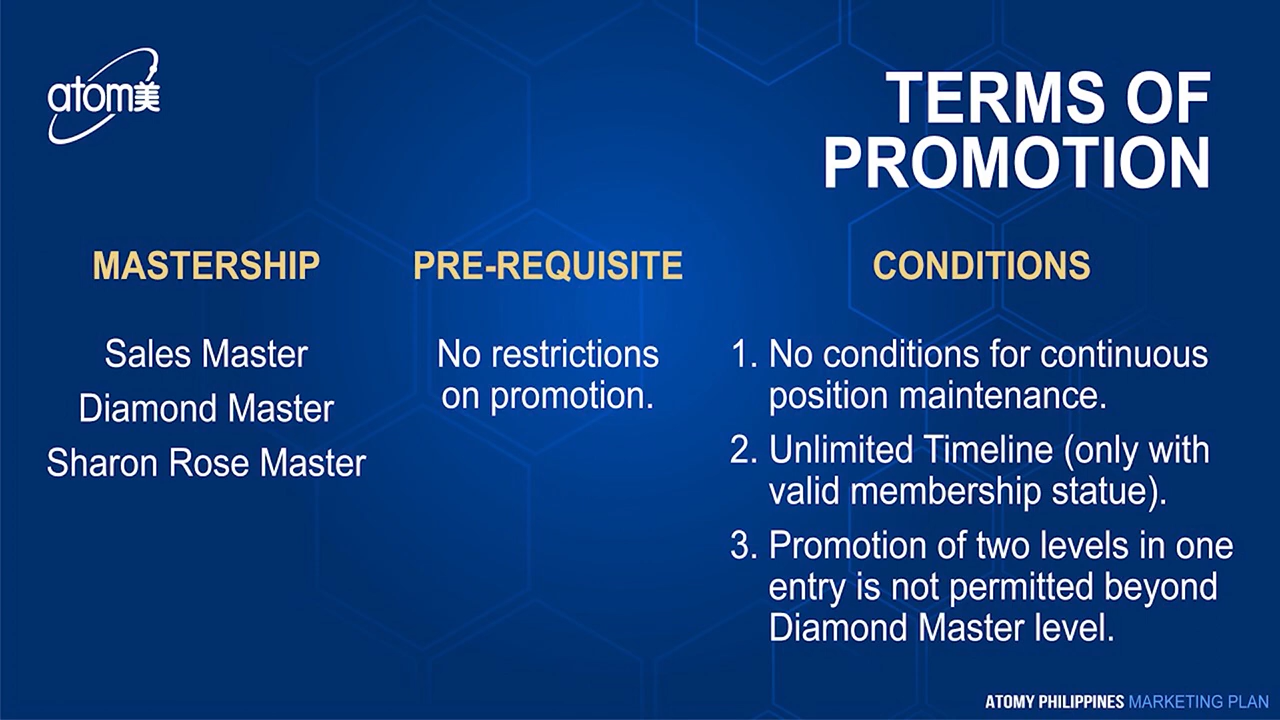 atom美
TERMS OF
PROMOTION
MASTERSHIP
Sales Master
Diamond Master
Sharon Rose Master
PRE-REQUISITE
No restrictions
on promotion.
CONDITIONS
1. No conditions for continuous
position maintenance.
2. Unlimited Timeline (only with
valid membership statue).
3. Promotion of two levels in one
entry is not permitted beyond
Diamond Master level.
ATOMY PHILIPPINES MARKETING PLAN